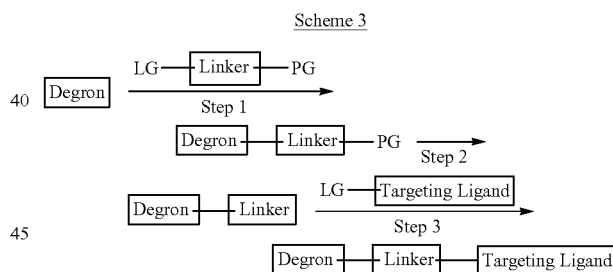 Scheme 3
LG Linker PG
40 Degron
Step 1
Degron Linker PG Step 2
LG Targeting Ligand
Degron Linker
Step 3
45
Degron Linker Targeting Ligand